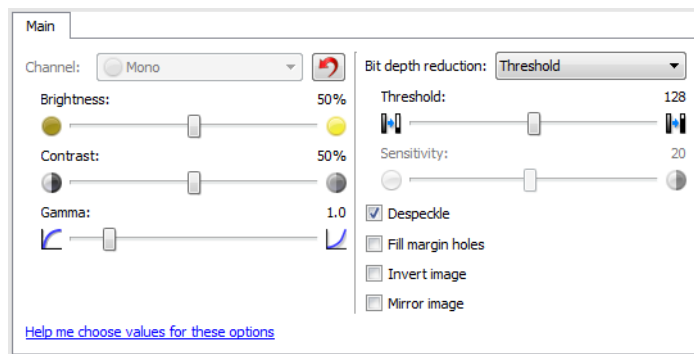 Main
Channel: Mono
Brightness: 50%
Contrast: 50%
Gamma: 1.0
Help me choose values for these options
Bit depth reduction: Threshold
Threshold: 128
Sensitivity: 20
Despeckle
Fill margin holes
Invert image
Mirror image